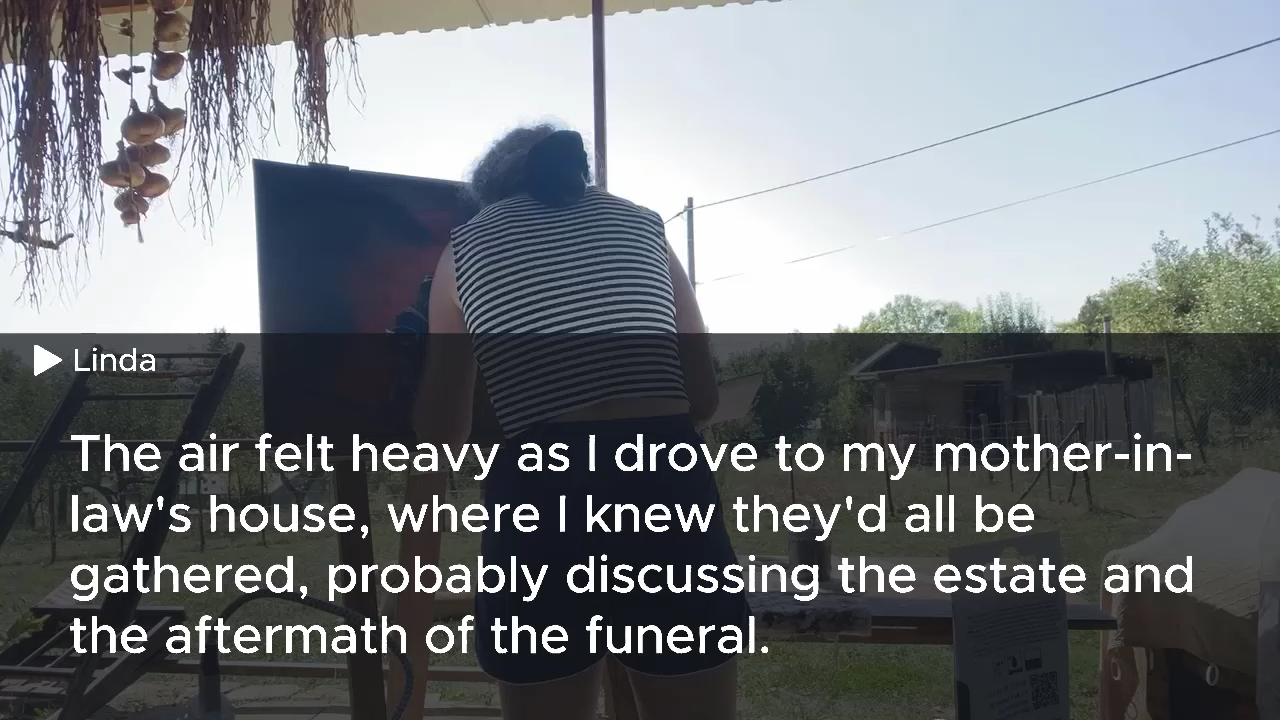 Linda
The air felt heavy as I drove to my mother-in-
law's house, where I knew they'd all be
gathered, probably discussing the estate and
the aftermath of the funeral.